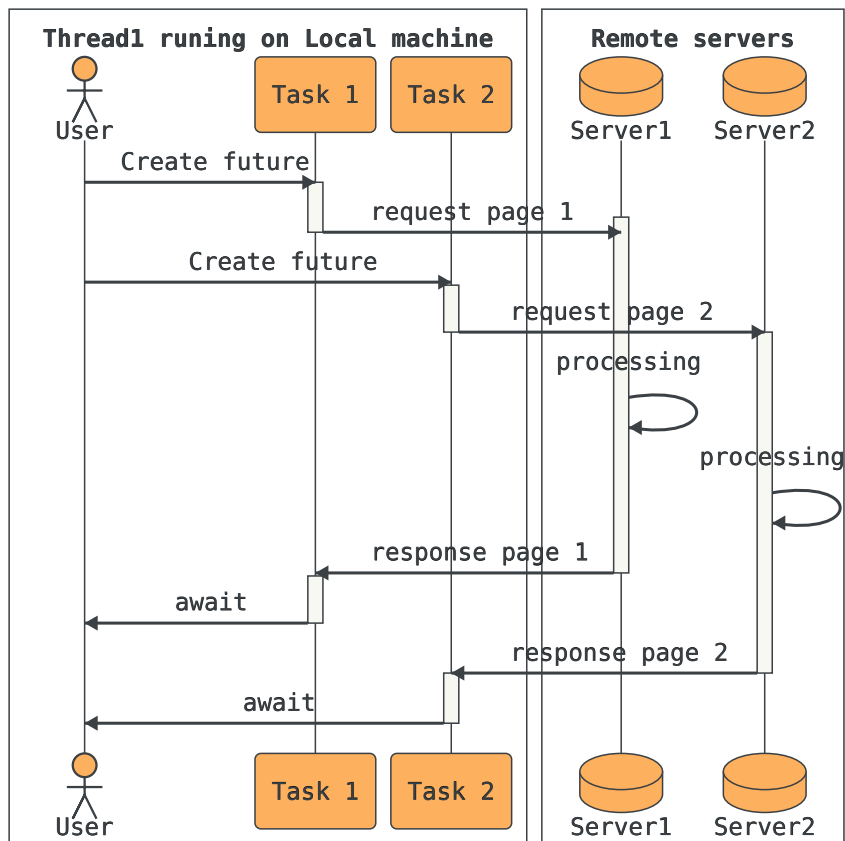 Thread1 runing on Local machine
Remote servers
Task 1
Task 2
User
Server1
Server2
Create future
request page 1
Create future
request page 2
processing
processing
response page 1
await
response page 2
await
Task 1
Task 2
User
Server1
Server2